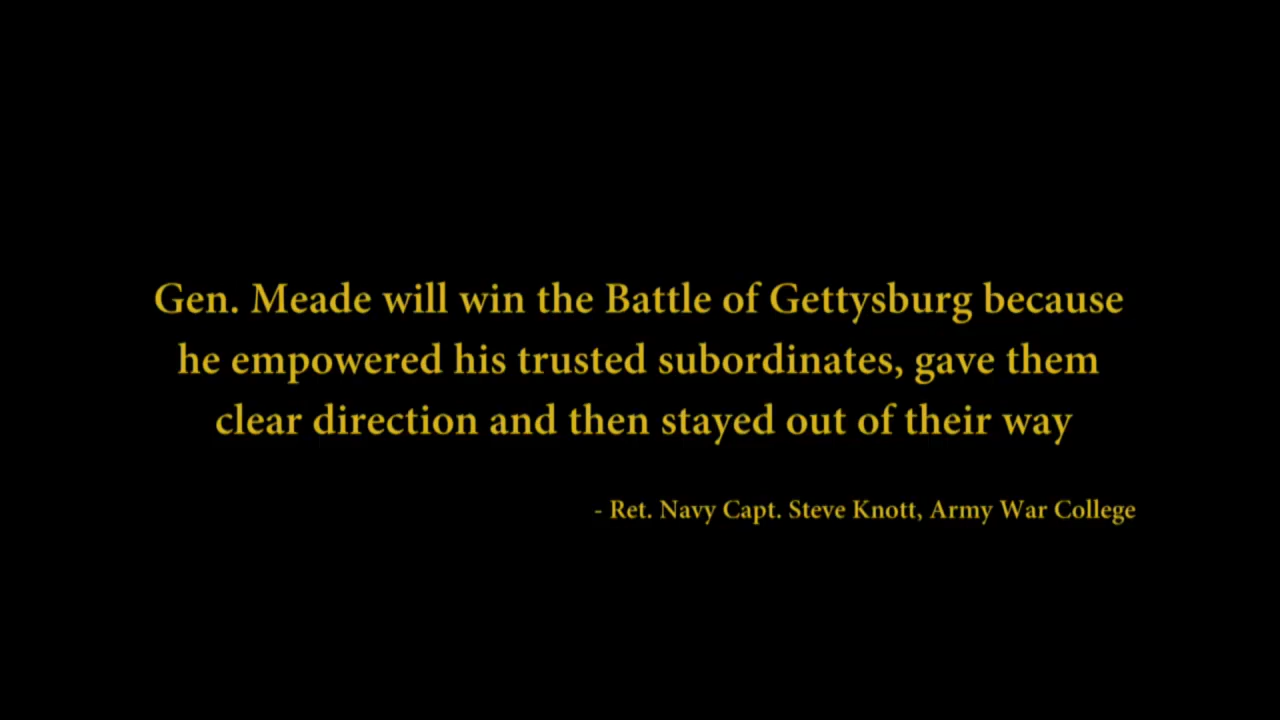 Gen. Meade will win the Battle of Gettysburg because
he empowered his trusted subordinates, gave them
clear direction and then stayed out of their way
- Ret. Navy Capt. Steve Knott, Army War College